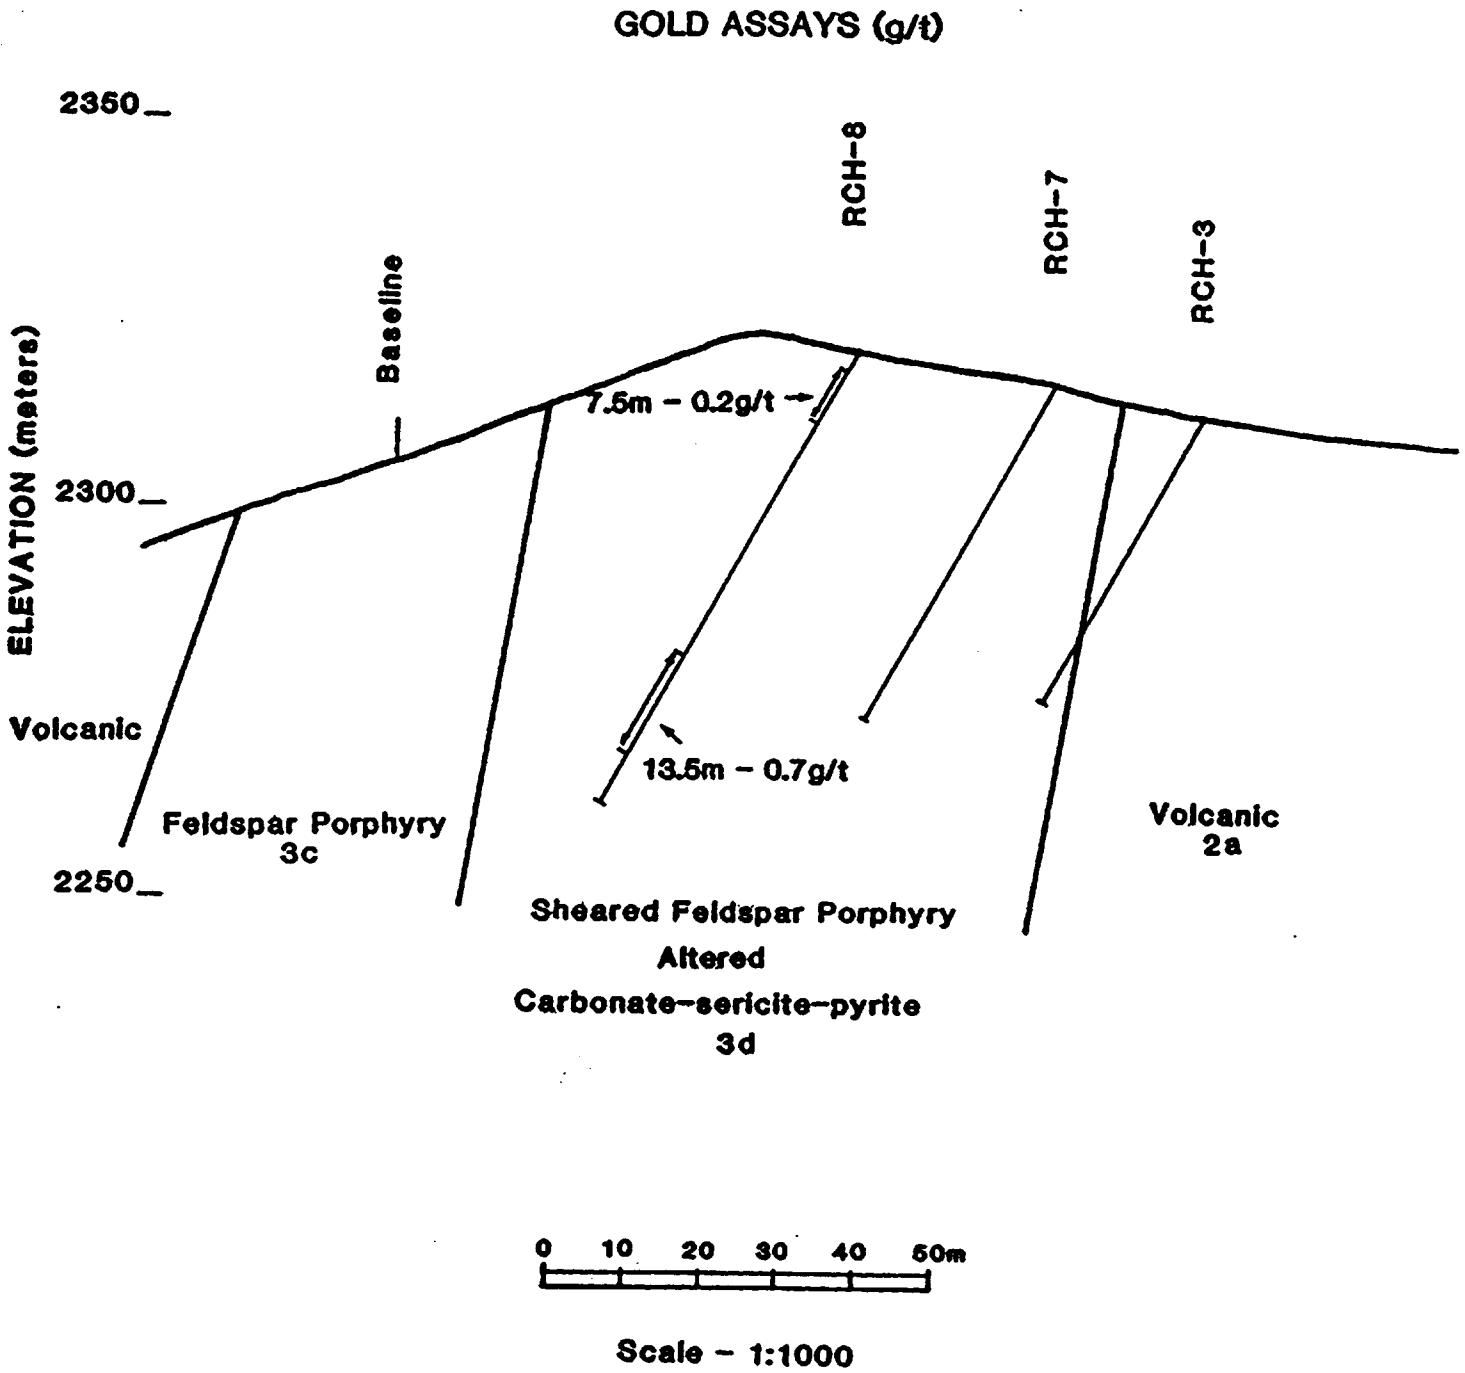 GOLD ASSAYS (g/t)
2350
RCH-8
RCH-7
RCH-3
Baseline
ELEVATION (meters)
7.5m - 0.2g/t
2300
Volcanic
13.5m - 0.7g/t
Feldspar Porphyry
3c
Volcanic
2a
2250
Sheared Feldspar Porphyry
Altered
Carbonate-sericite-pyrite
3d
0 10 20 30 40 50m
Scale - 1:1000